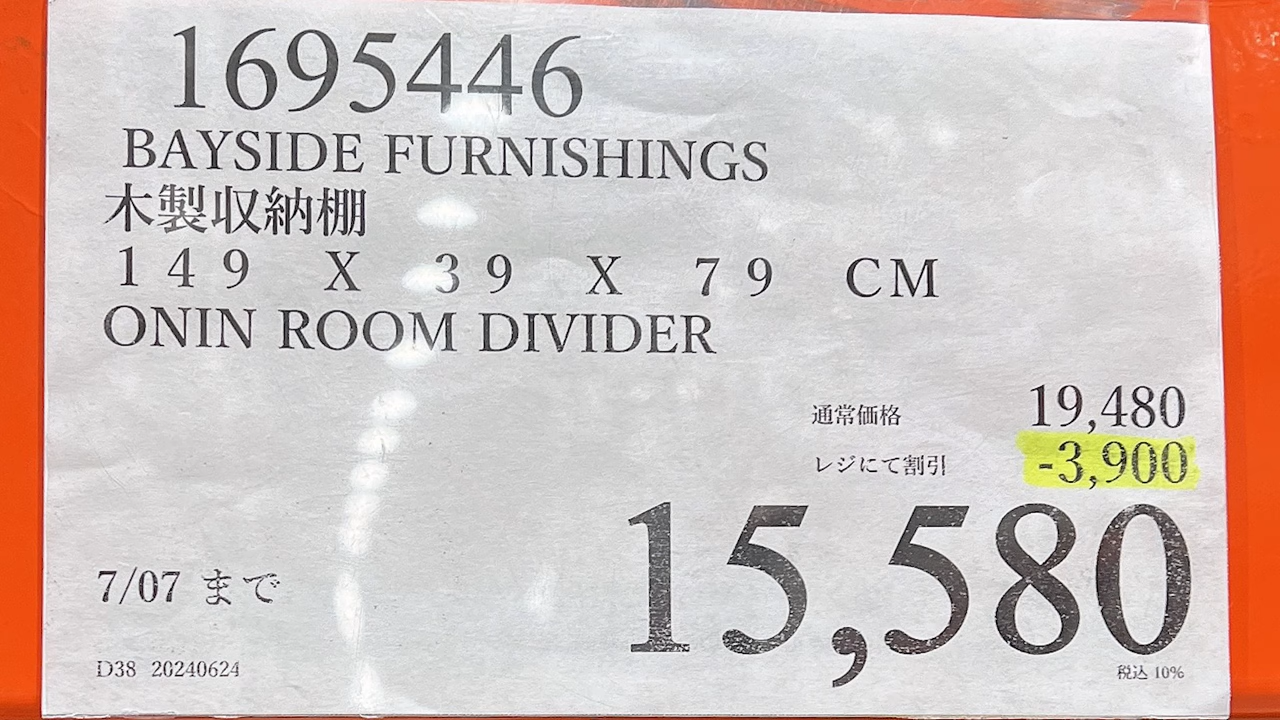 1695446
BAYSIDE FURNISHINGS
木製収納棚
149 X 39 X 79 CM
ONIN ROOM DIVIDER
通常価格 19,480
レジにて割引 -3,900
15,580
7/07 まで
D38 20240624
税込 10%